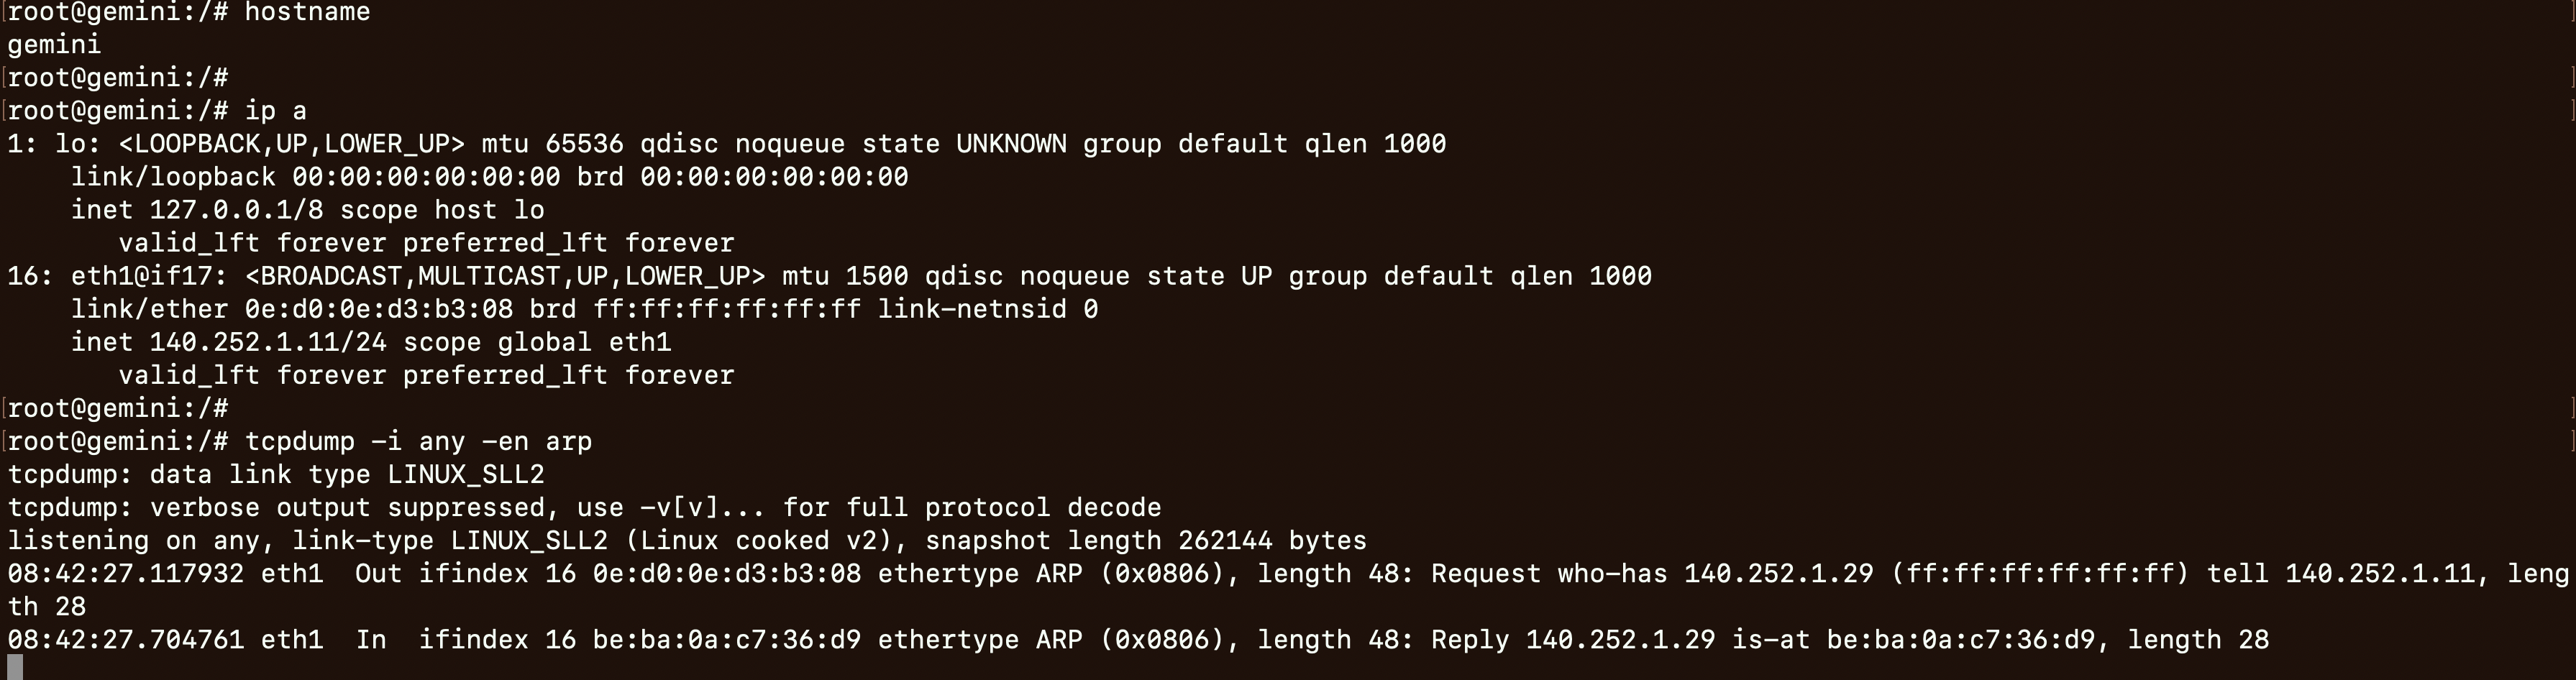 [root@gemini:/# hostname ]
gemini
[root@gemini:/# ]
[root@gemini:/# ip a ]
1: lo: <LOOPBACK,UP,LOWER_UP> mtu 65536 qdisc noqueue state UNKNOWN group default qlen 1000
    link/loopback 00:00:00:00:00:00 brd 00:00:00:00:00:00
    inet 127.0.0.1/8 scope host lo
       valid_lft forever preferred_lft forever
16: eth1@if17: <BROADCAST,MULTICAST,UP,LOWER_UP> mtu 1500 qdisc noqueue state UP group default qlen 1000
    link/ether 0e:d0:0e:d3:b3:08 brd ff:ff:ff:ff:ff:ff link-netnsid 0
    inet 140.252.1.11/24 scope global eth1
       valid_lft forever preferred_lft forever
[root@gemini:/# ]
[root@gemini:/# tcpdump -i any -en arp ]
tcpdump: data link type LINUX_SLL2
tcpdump: verbose output suppressed, use -v[v]... for full protocol decode
listening on any, link-type LINUX_SLL2 (Linux cooked v2), snapshot length 262144 bytes
08:42:27.117932 eth1  Out ifindex 16 0e:d0:0e:d3:b3:08 ethertype ARP (0x0806), length 48: Request who-has 140.252.1.29 (ff:ff:ff:ff:ff:ff) tell 140.252.1.11, leng
th 28
08:42:27.704761 eth1  In  ifindex 16 be:ba:0a:c7:36:d9 ethertype ARP (0x0806), length 48: Reply 140.252.1.29 is-at be:ba:0a:c7:36:d9, length 28